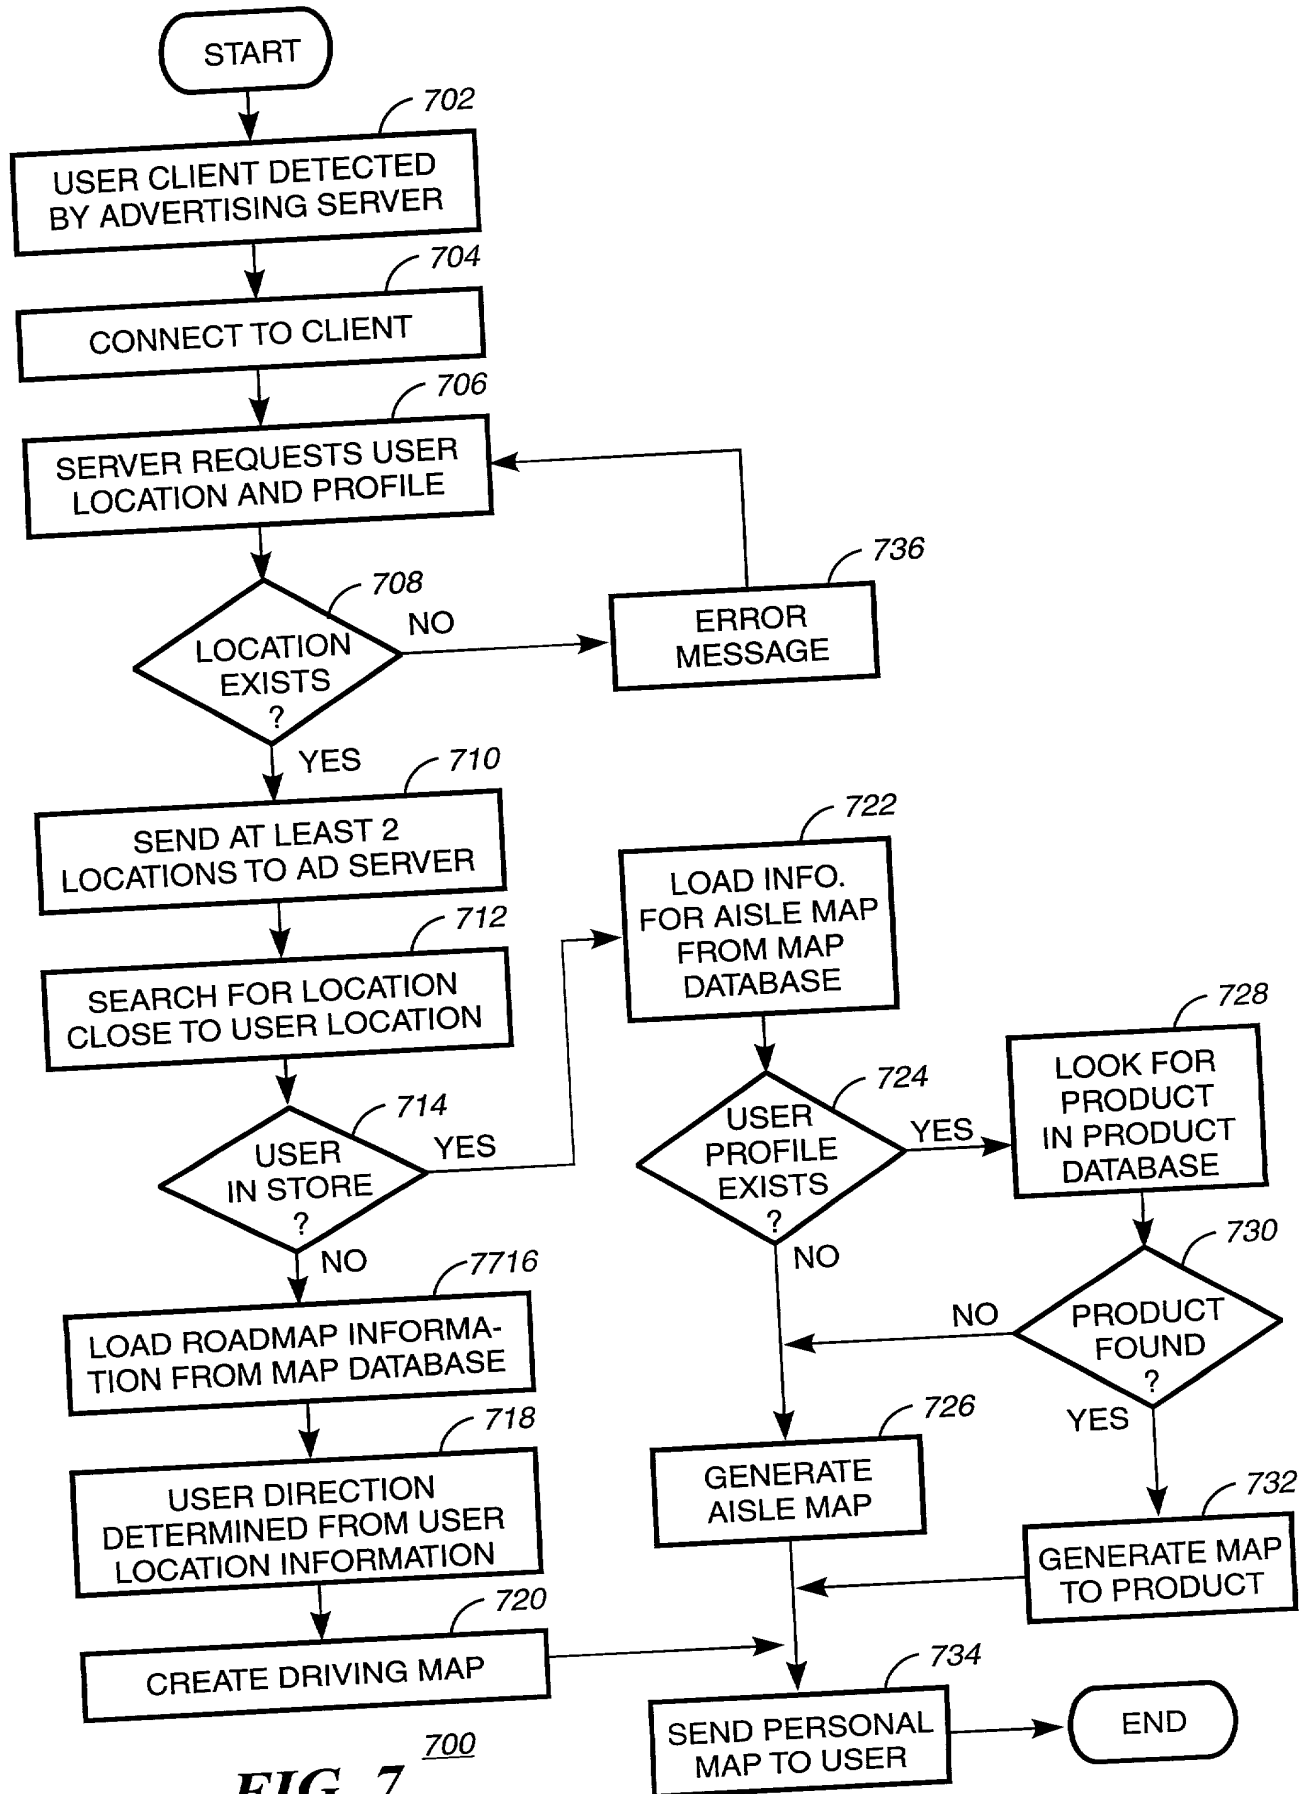 START
702
USER CLIENT DETECTED
BY ADVERTISING SERVER
704
CONNECT TO CLIENT
706
SERVER REQUESTS USER
LOCATION AND PROFILE
736
ERROR
MESSAGE
708
LOCATION
EXISTS
?
NO
YES
710
SEND AT LEAST 2
LOCATIONS TO AD SERVER
712
SEARCH FOR LOCATION
CLOSE TO USER LOCATION
714
USER
IN STORE
?
YES
NO
7716
LOAD ROADMAP INFORMA-
TION FROM MAP DATABASE
718
USER DIRECTION
DETERMINED FROM USER
LOCATION INFORMATION
720
CREATE DRIVING MAP
722
LOAD INFO.
FOR AISLE MAP
FROM MAP
DATABASE
724
USER
PROFILE
EXISTS
?
YES
NO
728
LOOK FOR
PRODUCT
IN PRODUCT
DATABASE
730
PRODUCT
FOUND
?
NO
YES
726
GENERATE
AISLE MAP
732
GENERATE MAP
TO PRODUCT
734
SEND PERSONAL
MAP TO USER
END
700
FIG. 7